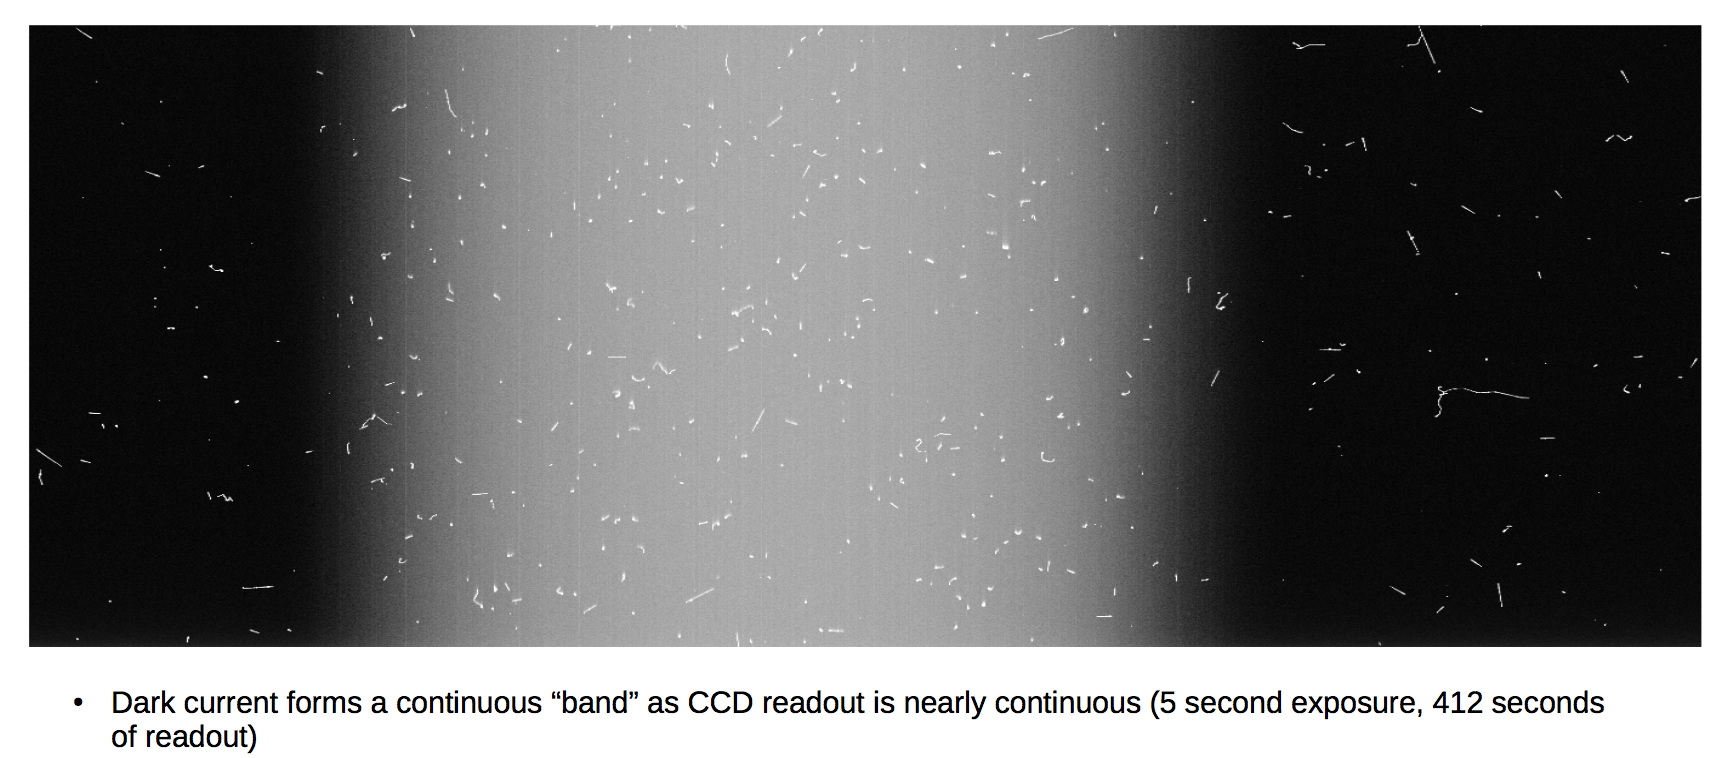 • Dark current forms a continuous “band” as CCD readout is nearly continuous (5 second exposure, 412 seconds
of readout)